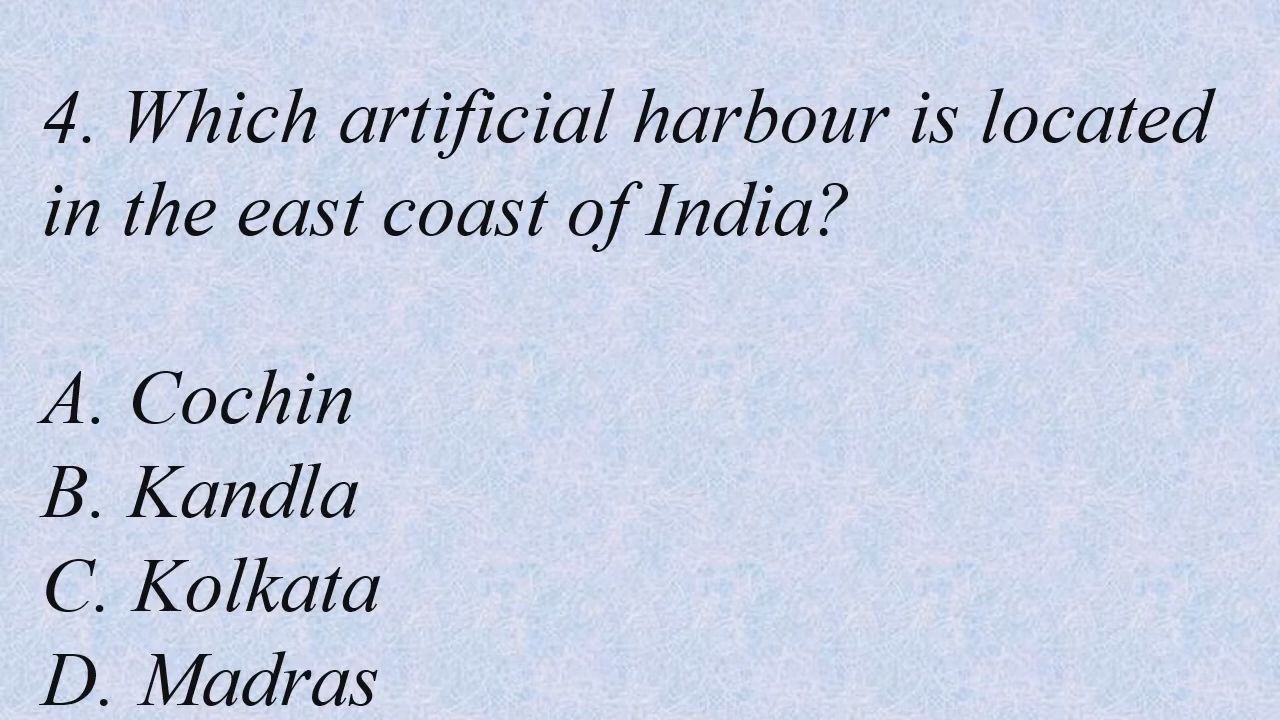 4. Which artificial harbour is located
in the east coast of India?
A. Cochin
B. Kandla
C. Kolkata
D. Madras